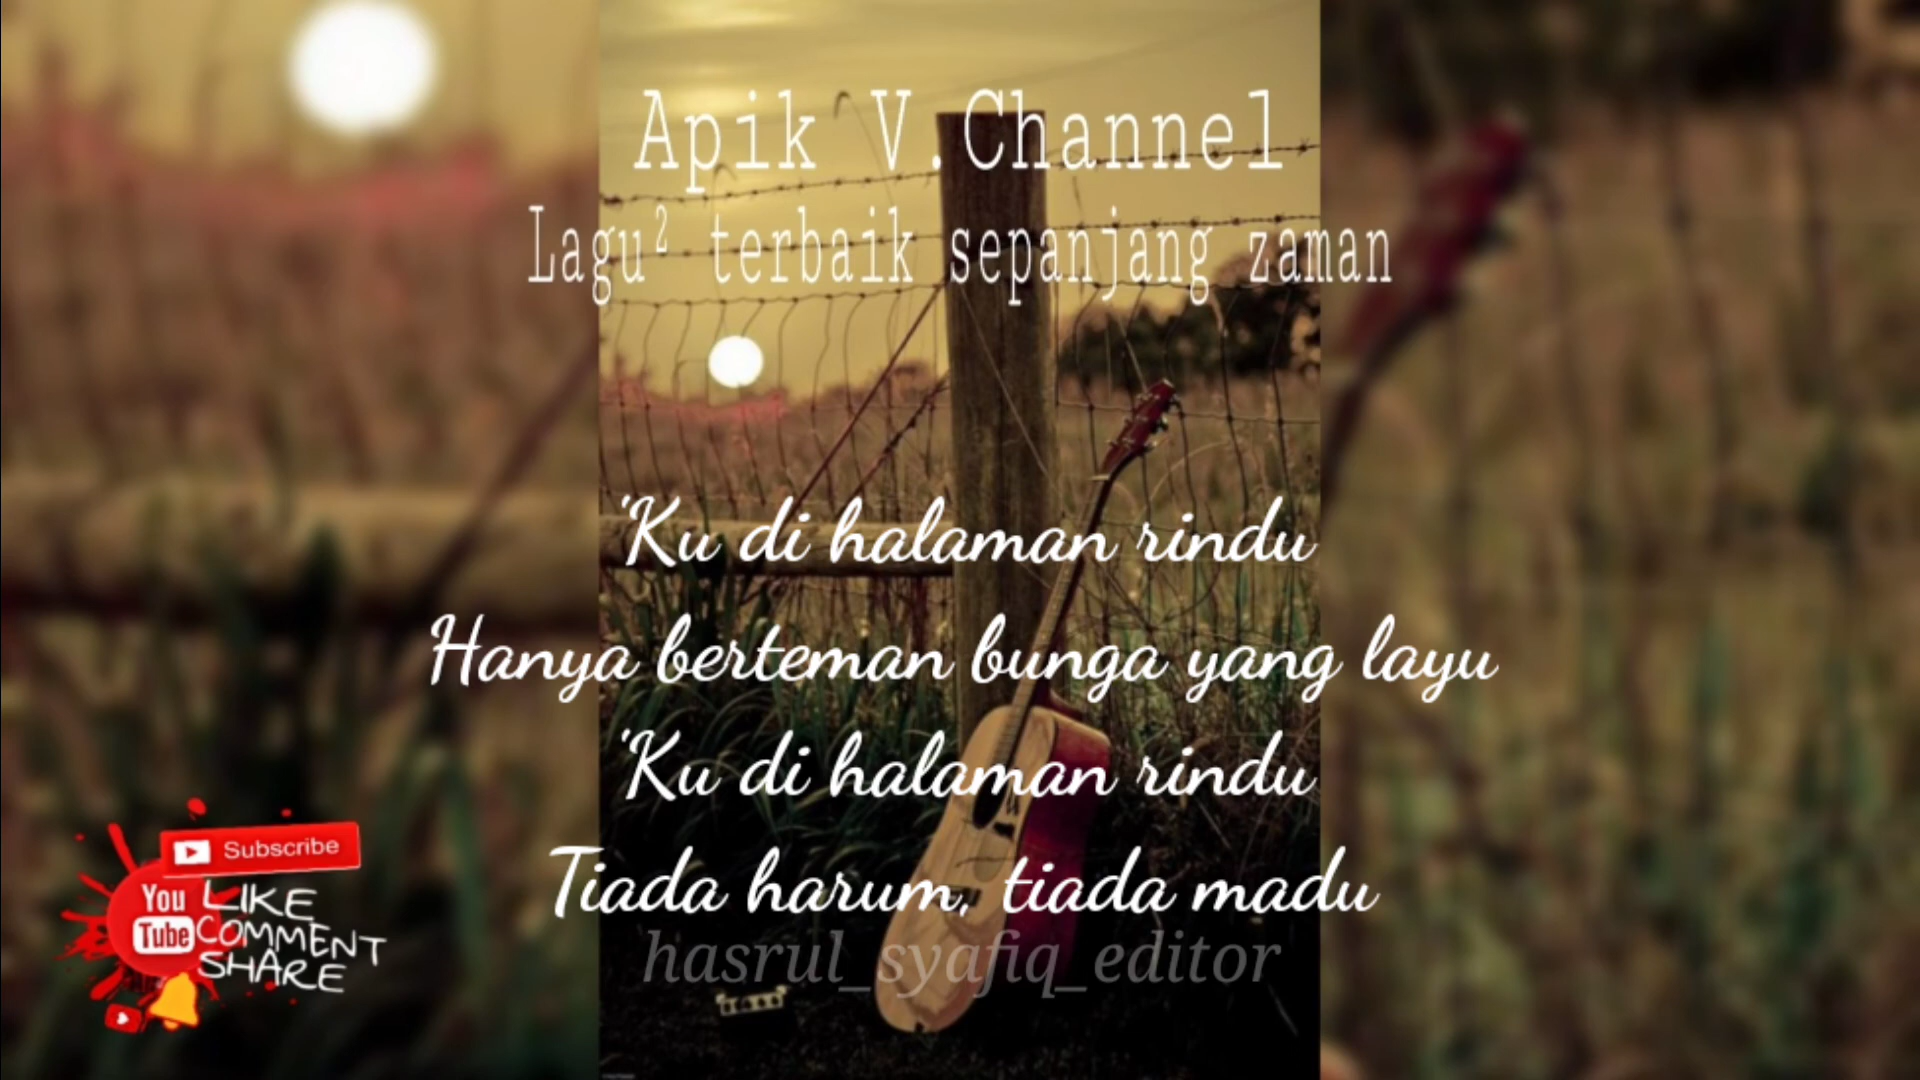 Apik V.Channel
Lagu² terbaik sepanjang zaman
'Ku di halaman rindu
Hanya berteman bunga yang layu
'Ku di halaman rindu
Tiada harum, tiada madu
hasrul_syafiq_editor
Subscribe
You
Tube
LIKE
COMMENT
SHARE